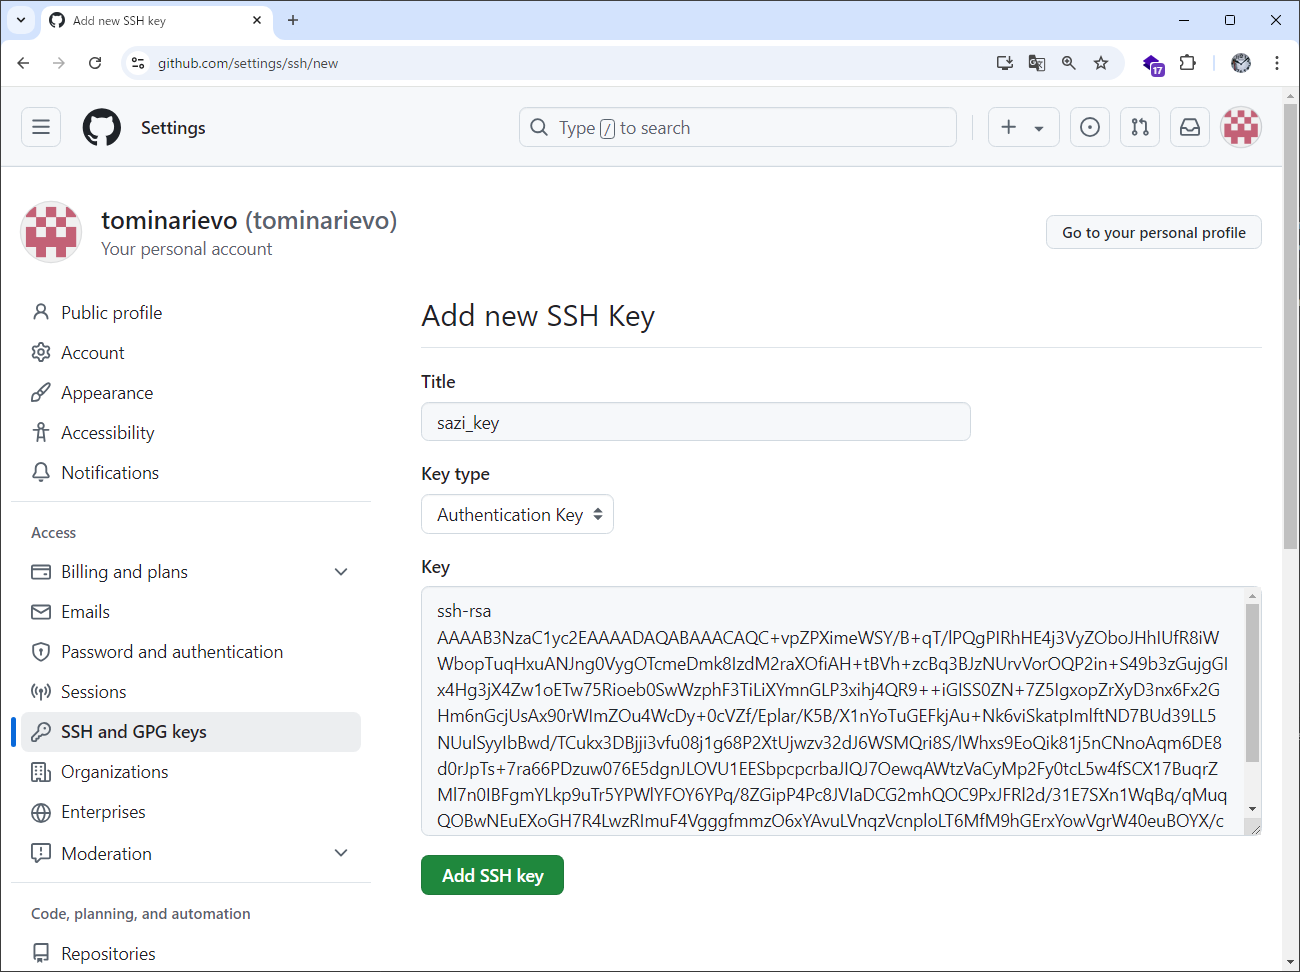 Add new SSH key
github.com/settings/ssh/new
17
Settings
Type / to search
tominarievo (tominarievo)
Your personal account
Go to your personal profile
Public profile
Account
Appearance
Accessibility
Notifications
Access
Billing and plans
Emails
Password and authentication
Sessions
SSH and GPG keys
Organizations
Enterprises
Moderation
Code, planning, and automation
Repositories
Add new SSH Key
Title
sazi_key
Key type
Authentication Key
Key
ssh-rsa
AAAAB3NzaC1yc2EAAAADAQABAAACAQC+vpZPXimeWSY/B+qT/lPQgPIRhHE4j3VyZOboJHhIUfR8iW
WbopTuqHxuANJng0VygOTcmeDmk8IzdM2raXOfiAH+tBVh+zcBq3BJzNUrvVorOQP2in+S49b3zGujgGI
x4Hg3jX4Zw1oETw75Rioeb0SwWzphF3TiLiXYmnGLP3xihj4QR9++iGISS0ZN+7Z5IgxopZrXyD3nx6Fx2G
Hm6nGcjUsAx90rWImZOu4WcDy+0cVZf/Eplar/K5B/X1nYoTuGEFkjAu+Nk6viSkatpImlftND7BUd39LL5
NUuISyyIbBwd/TCukx3DBjji3vfu08j1g68P2XtUjwzv32dJ6WSMQri8S/lWhxs9EoQik81j5nCNnoAqm6DE8
d0rJpTs+7ra66PDzuw076E5dgnJLOVU1EESbpcpcrbaJIQJ7OewqAWtzVaCyMp2Fy0tcL5w4fSCX17BuqrZ
Ml7n0IBFgmYLkp9uTr5YPWlYFOY6YPq/8ZGipP4Pc8JVIaDCG2mhQOC9PxJFRl2d/31E7SXn1WqBq/qMuq
QOBwNEuEXoGH7R4LwzRImuF4VgggfmmzO6xYAvuLVnqzVcnploLT6MfM9hGErxYowVgrW40euBOYX/c
Add SSH key